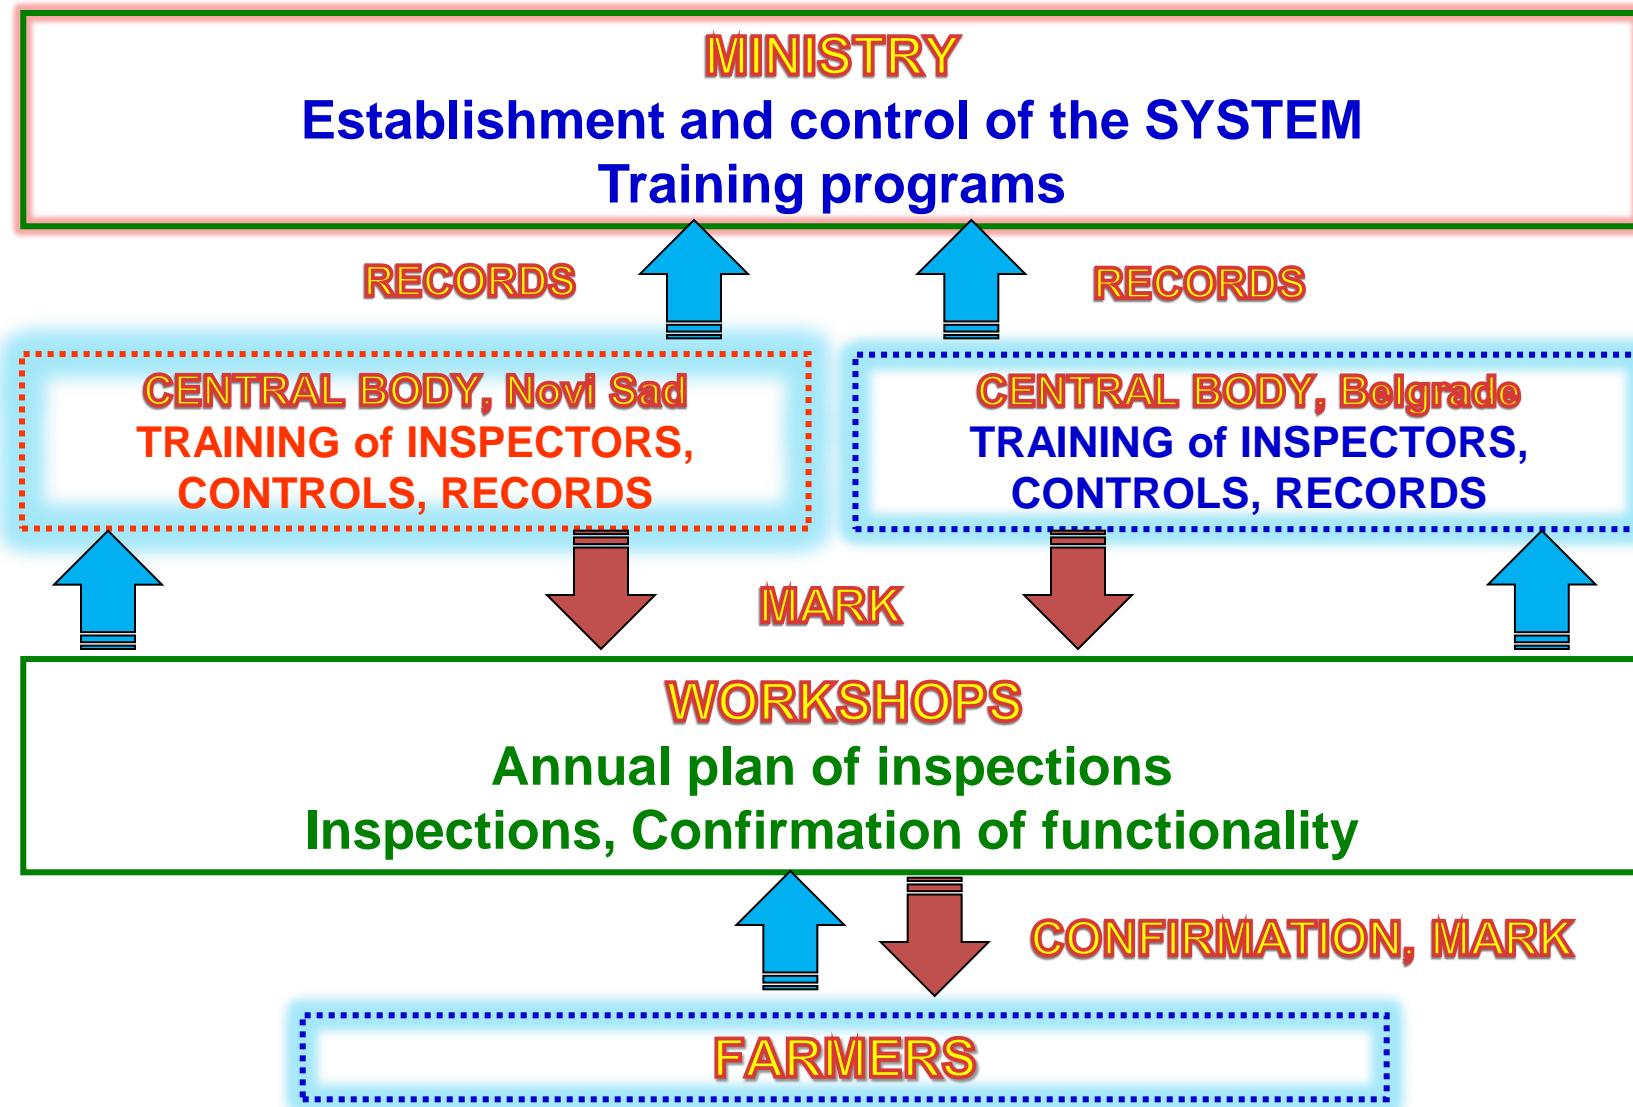 MINISTRY
Establishment and control of the SYSTEM
Training programs
RECORDS
RECORDS
CENTRAL BODY, Novi Sad
TRAINING of INSPECTORS,
CONTROLS, RECORDS
CENTRAL BODY, Belgrade
TRAINING of INSPECTORS,
CONTROLS, RECORDS
MARK
WORKSHOPS
Annual plan of inspections
Inspections, Confirmation of functionality
CONFIRMATION, MARK
FARMERS